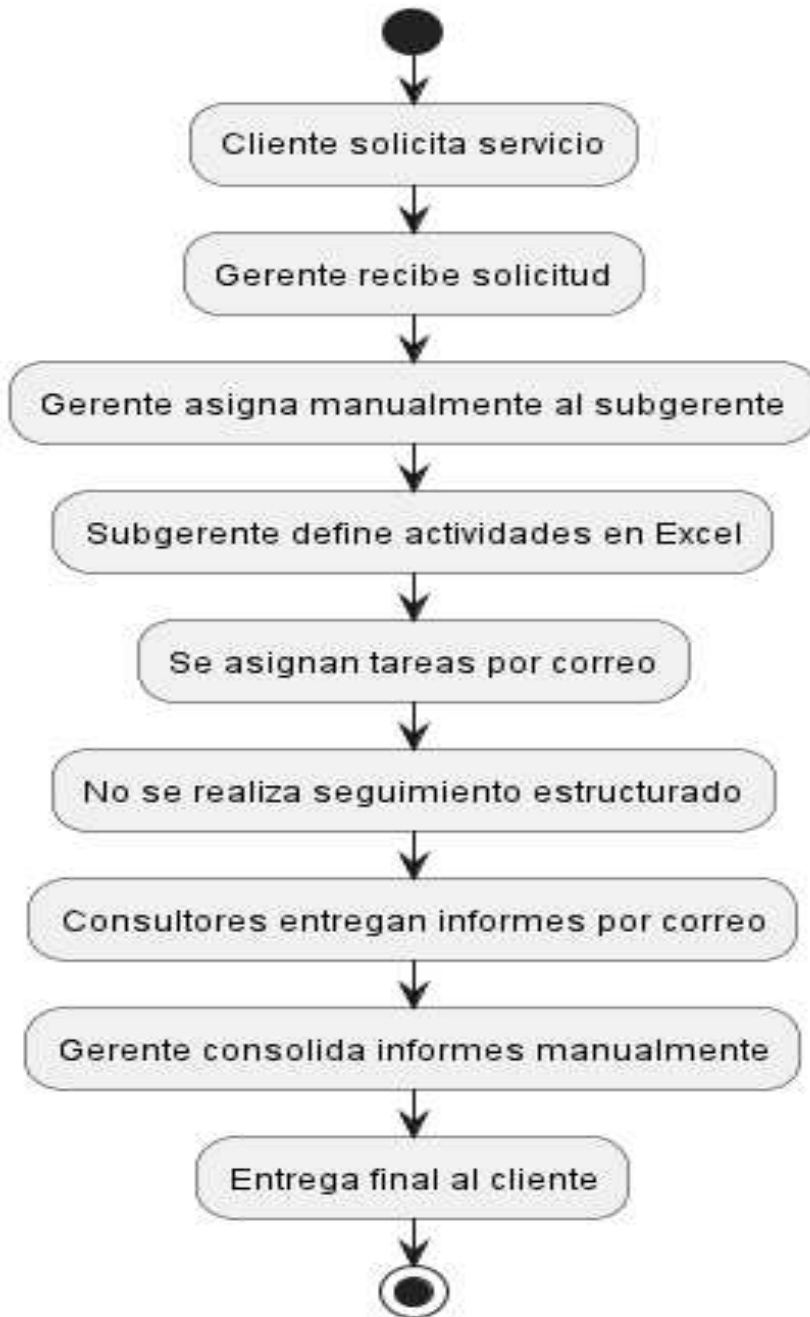 Cliente solicita servicio
Gerente recibe solicitud
Gerente asigna manualmente al subgerente
Subgerente define actividades en Excel
Se asignan tareas por correo
No se realiza seguimiento estructurado
Consultores entregan informes por correo
Gerente consolida informes manualmente
Entrega final al cliente